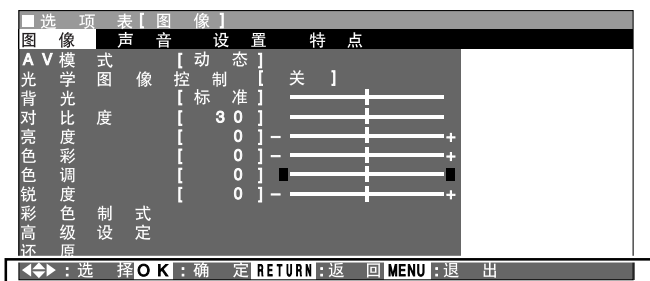 ■选项表[图像]
图像 声音 设置 特点
AV模式 [动态]
光学图像控制 [关]
背光 [标准]
对比度 [30]
亮度 [0] - +
色彩 [0] - +
色调 [0]
锐度 [0] - +
彩色制式
高级设定
还原
:选择 OK:确定 RETURN:返回 MENU:退出